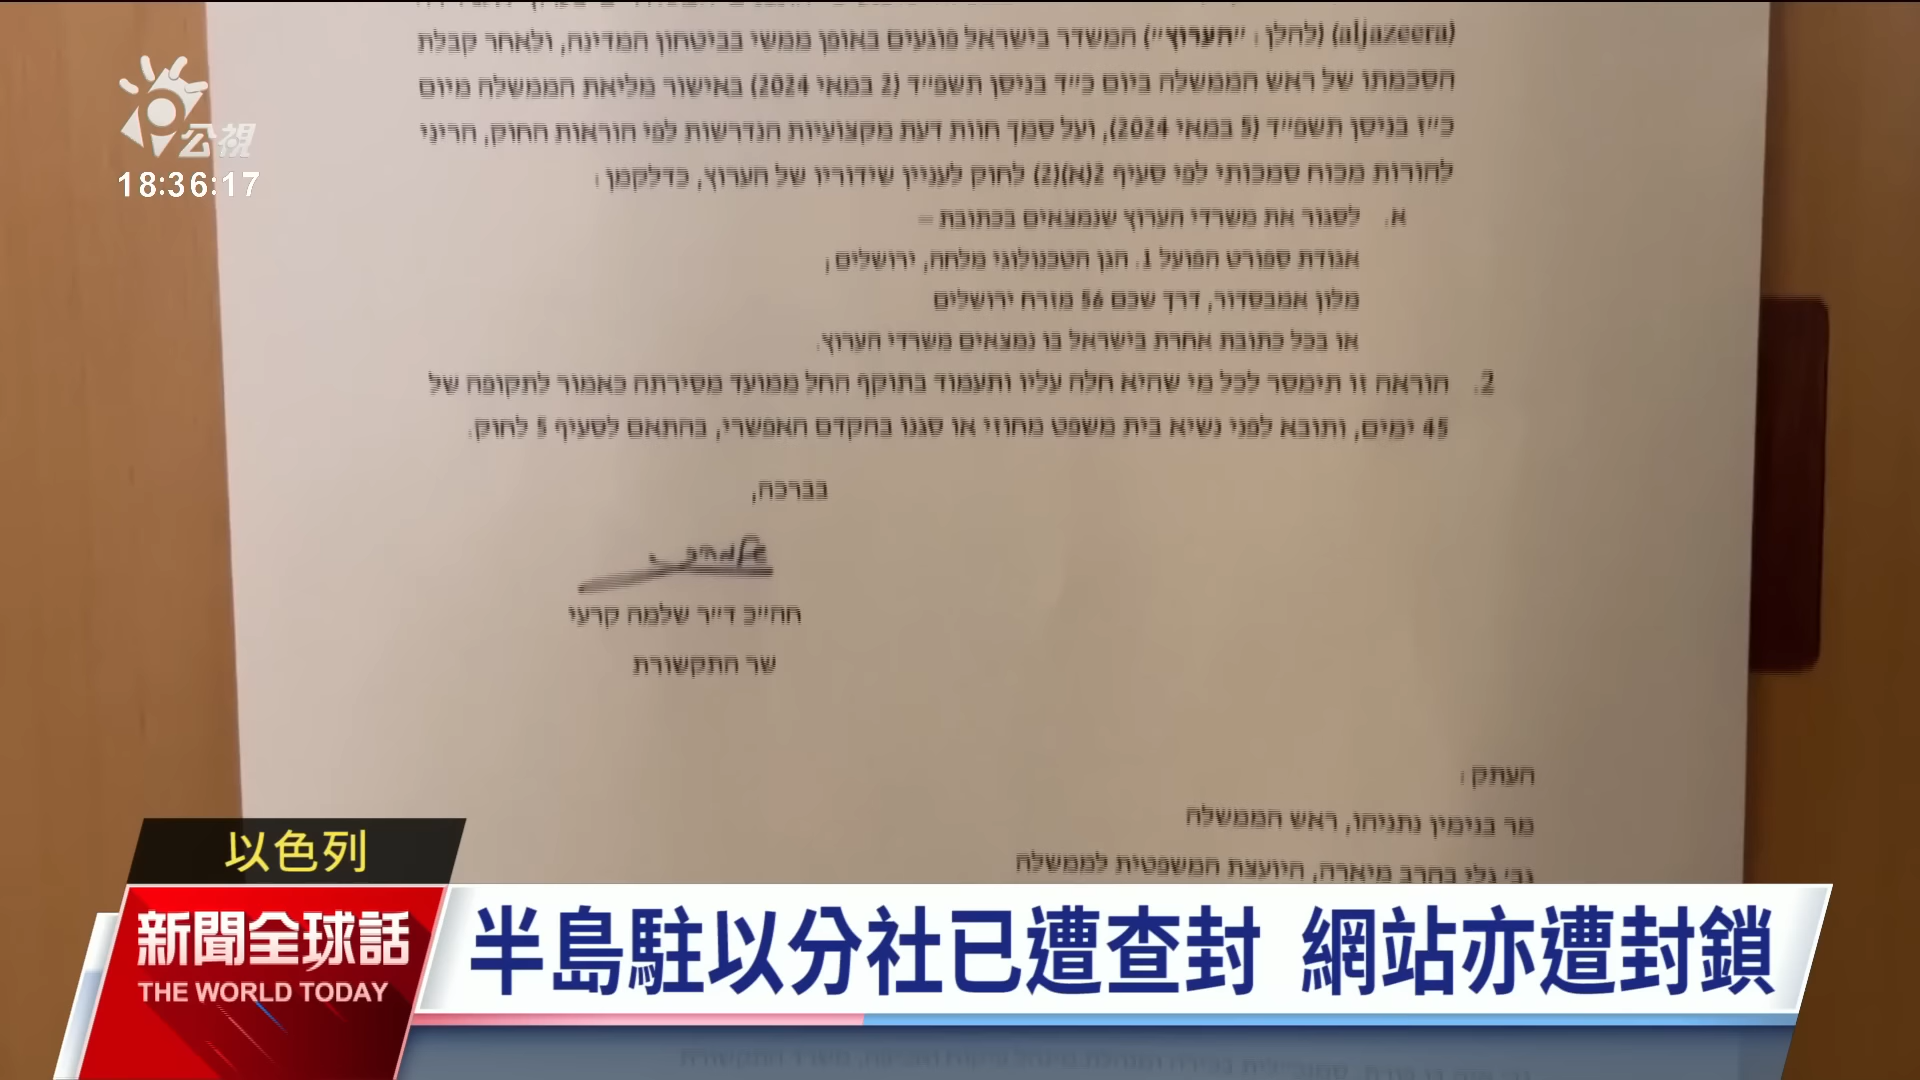 (aljazeera) (להלן: "הערוץ") המשדר בישראל פוגעים באופן ממשי בביטחון המדינה, ולאחר קבלת
הסכמתו של ראש הממשלה ביום כ"ד בניסן תשפ"ד (2 במאי 2024) באישור מליאת הממשלה מיום
כ"ז בניסן תשפ"ד (5 במאי 2024), ועל סמך חוות דעת מקצועיות הנדרשות לפי הוראות החוק, הריני
להורות מכוח סמכותי לפי סעיף 2(א)(2) לחוק לעניין שידוריו של הערוץ, כדלקמן:
א. לסגור את משרדי הערוץ שנמצאים בכתובת –
אגודת ספורט הפועל 1. הגן הטכנולוגי מלחה, ירושלים;
מלון אמבסדור, דרך שכם 56 מזרח ירושלים
או בכל כתובת אחרת בישראל בו נמצאים משרדי הערוץ.
2. הוראה זו תימסר לכל מי שהיא חלה עליו ותעמוד בתוקף החל ממועד מסירתה כאמור לתקופה של
45 ימים, ותובא לפני נשיא בית משפט מחוזי או סגנו בהקדם האפשרי, בהתאם לסעיף 5 לחוק.
בברכה,
חה"כ ד"ר שלמה קרעי
שר התקשורת
העתק:
מר בנימין נתניהו, ראש הממשלה
גב' גלי בהרב מיארה, היועצת המשפטית לממשלה
公視
18:36:17
以色列
新聞全球話
THE WORLD TODAY
半島駐以分社已遭查封 網站亦遭封鎖